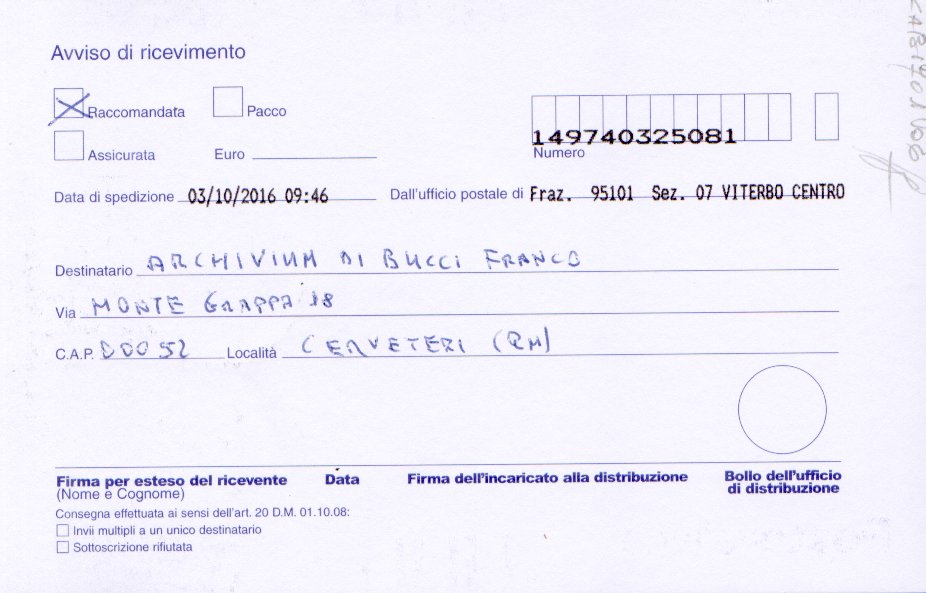 Avviso di ricevimento
Raccomandata Pacco
149740325081
Assicurata Euro Numero
Data di spedizione 03/10/2016 09:46 Dall'ufficio postale di Fraz. 95101 Sez. 07 VITERBO CENTRO
Destinatario ARCHIVIUM DI BUCCI FRANCO
Via MONTE GRAPPA 18
C.A.P. 00052 Località CERVETERI (RM)
Firma per esteso del ricevente Data Firma dell'incaricato alla distribuzione Bollo dell'ufficio
(Nome e Cognome) di distribuzione
Consegna effettuata ai sensi dell'art. 20 D.M. 01.10.08:
Invii multipli a un unico destinatario
Sottoscrizione rifiutata